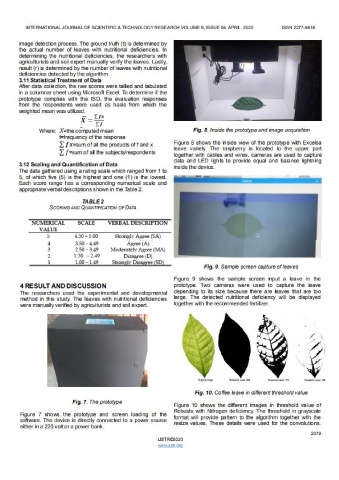 INTERNATIONAL JOURNAL OF SCIENTIFIC & TECHNOLOGY RESEARCH VOLUME 9, ISSUE 04, APRIL 2020 ISSN 2277-8616
image detection process. The ground truth (t) is determined by
the actual number of leaves with nutritional deficiencies. In
determining the nutritional deficiencies, the researchers with
agriculturists and soil expert manually verify the leaves. Lastly,
result (r) is determined by the number of leaves with nutritional
deficiencies detected by the algorithm.
3.11 Statistical Treatment of Data
After data collection, the raw scores were tallied and tabulated
in a columnar sheet using Microsoft Excel. To determine if the
prototype complies with the ISO, the evaluation responses
from the respondents were used as basis from which the
weighted mean was utilized.
X̄ = ∑ f x / ∑ f
Where: X̄=the computed mean
f=frequency of the response
∑ f x=sum of all the products of f and x
∑ f=sum of all the subjects/respondents
3.12 Scaling and Quantification of Data
The data gathered using a rating scale which ranged from 1 to
5, of which five (5) is the highest and one (1) is the lowest.
Each score range has a corresponding numerical scale and
appropriate verbal descriptions shown in the Table 2.
TABLE 2
SCORING AND QUANTIFICATION OF DATA
NUMERICAL VALUE SCALE VERBAL DESCRIPTION
5 4.50 – 5.00 Strongly Agree (SA)
4 3.50 – 4.49 Agree (A)
3 2.50 – 3.49 Moderately Agree (MA)
2 1.50 – 2.49 Disagree (D)
1 1.00 – 1.49 Strongly Disagree (SD)
4 RESULT AND DISCUSSION
The researchers used the experimental and developmental
method in this study. The leaves with nutritional deficiencies
were manually verified by agriculturists and soil expert.
Fig. 7. The prototype
Figure 7 shows the prototype and screen loading of the
software. The device is directly connected to a power source
either in a 220 volt or a power bank.
Fig. 8. Inside the prototype and image acquisition
Figure 8 shows the inside view of the prototype with Excelsa
leave variety. The raspberry is located to the upper part
together with cables and wires, cameras are used to capture
data and LED lights to provide equal and balance lightning
inside the device.
Fig. 9. Sample screen capture of leaves
Figure 9 shows the sample screen input a leave in the
prototype. Two cameras were used to capture the leave
depending to its size because there are leaves that are too
large. The detected nutritional deficiency will be displayed
together with the recommended fertilizer.
Fig. 10. Coffee leave in different threshold value
Figure 10 shows the different images in threshold value of
Robusta with Nitrogen deficiency. The threshold in grayscale
format will provide pattern to the algorithm together with the
resize values. These details were used for the convolutions.
2079
IJSTR©2020
www.ijstr.org